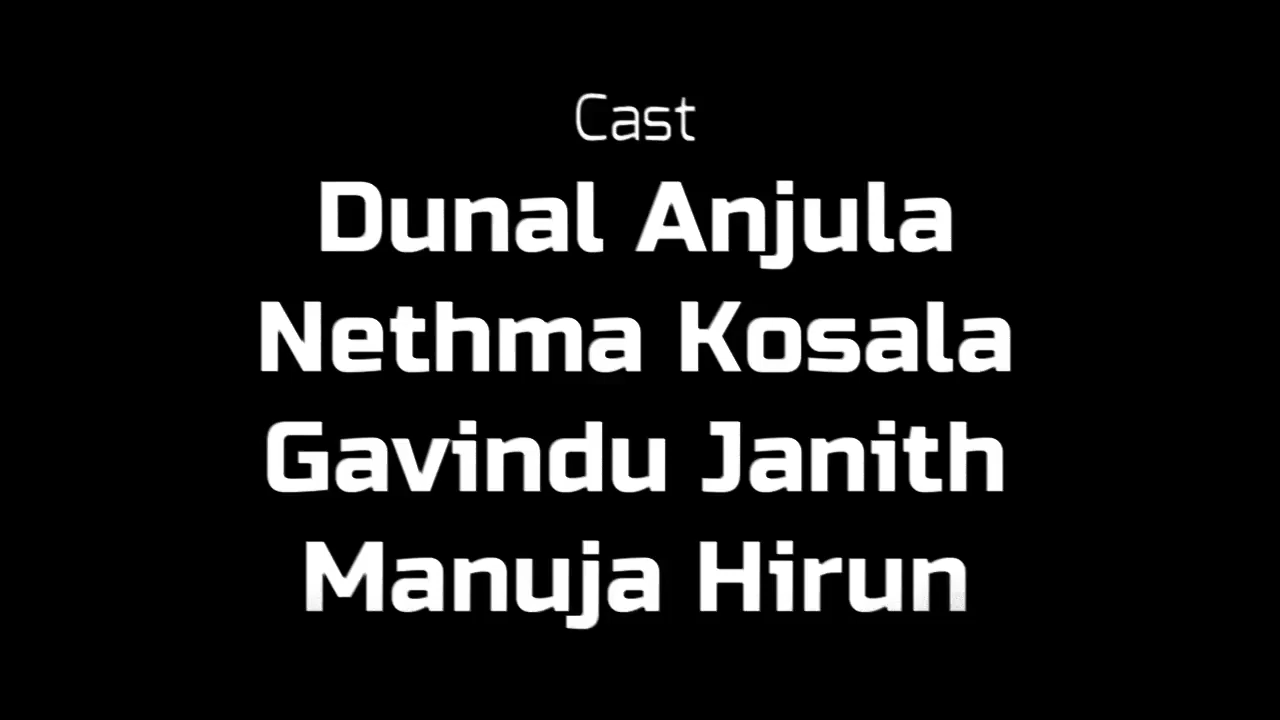 Cast
Dunal Anjula
Nethma Kosala
Gavindu Janith
Manuja Hirun